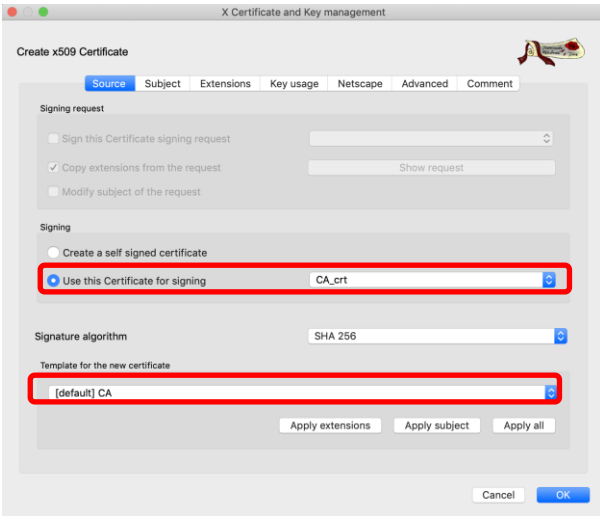 X Certificate and Key management
Create x509 Certificate
Source Subject Extensions Key usage Netscape Advanced Comment
Signing request
Sign this Certificate signing request
Copy extensions from the request Show request
Modify subject of the request
Signing
Create a self signed certificate
Use this Certificate for signing CA_crt
Signature algorithm SHA 256
Template for the new certificate
[default] CA
Apply extensions Apply subject Apply all
Cancel OK